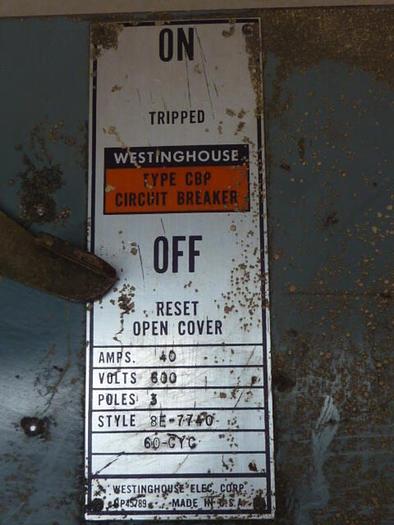 ON
TRIPPED
WESTINGHOUSE
TYPE CBP
CIRCUIT BREAKER
OFF
RESET
OPEN COVER
AMPS. 40
VOLTS 600
POLES 3
STYLE 8E-7740
60-CYC
WESTINGHOUSE ELEC. CORP.
MADE IN U.S.A.